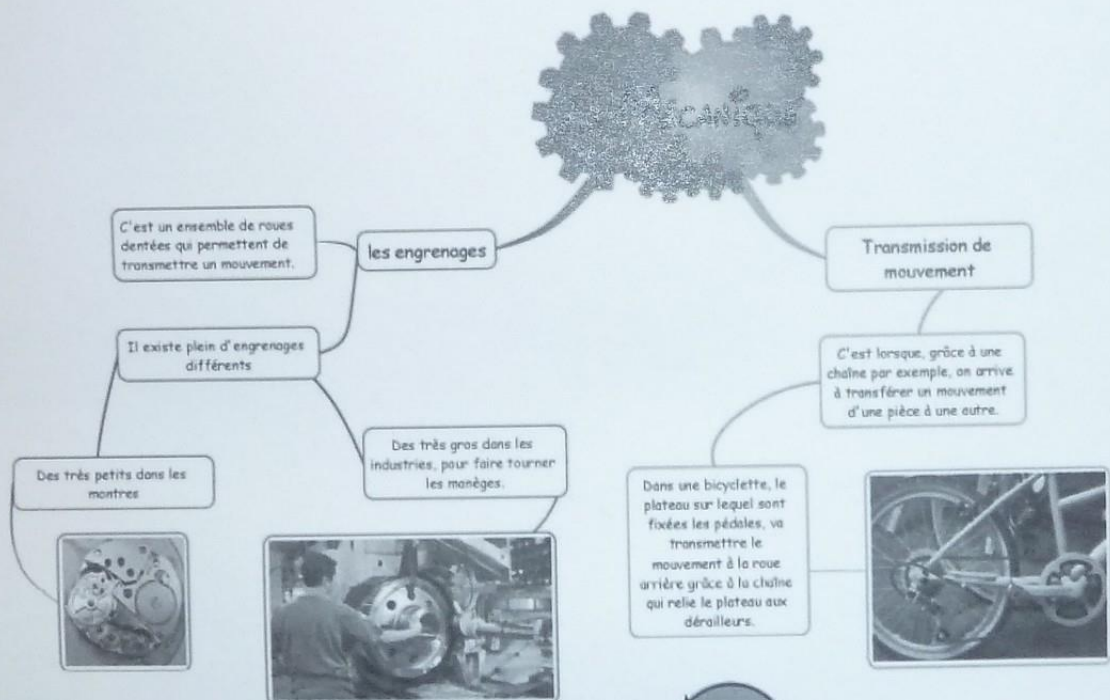 Mécanique
C'est un ensemble de roues
dentées qui permettent de
transmettre un mouvement.
les engrenages
Il existe plein d'engrenages
différents
Des très petits dans les
montres
Des très gros dans les
industries, pour faire tourner
les manèges.
Transmission de
mouvement
C'est lorsque, grâce à une
chaîne par exemple, on arrive
à transférer un mouvement
d'une pièce à une autre.
Dans une bicyclette, le
plateau sur lequel sont
fixées les pédales, va
transmettre le
mouvement à la roue
arrière grâce à la chaîne
qui relie le plateau aux
dérailleurs.